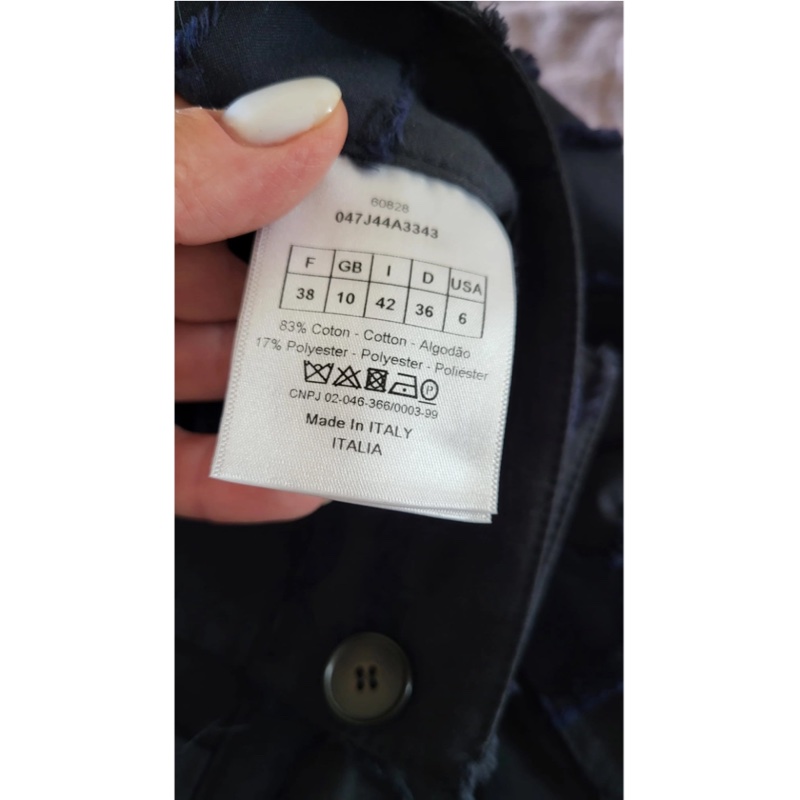 60828
047J44A3343
F GB I D USA
38 10 42 36 6
83% Coton - Cotton - Algodão
17% Polyester - Polyester - Poliéster
P
CNPJ 02-046-366/0003-99
Made In ITALY
ITALIA